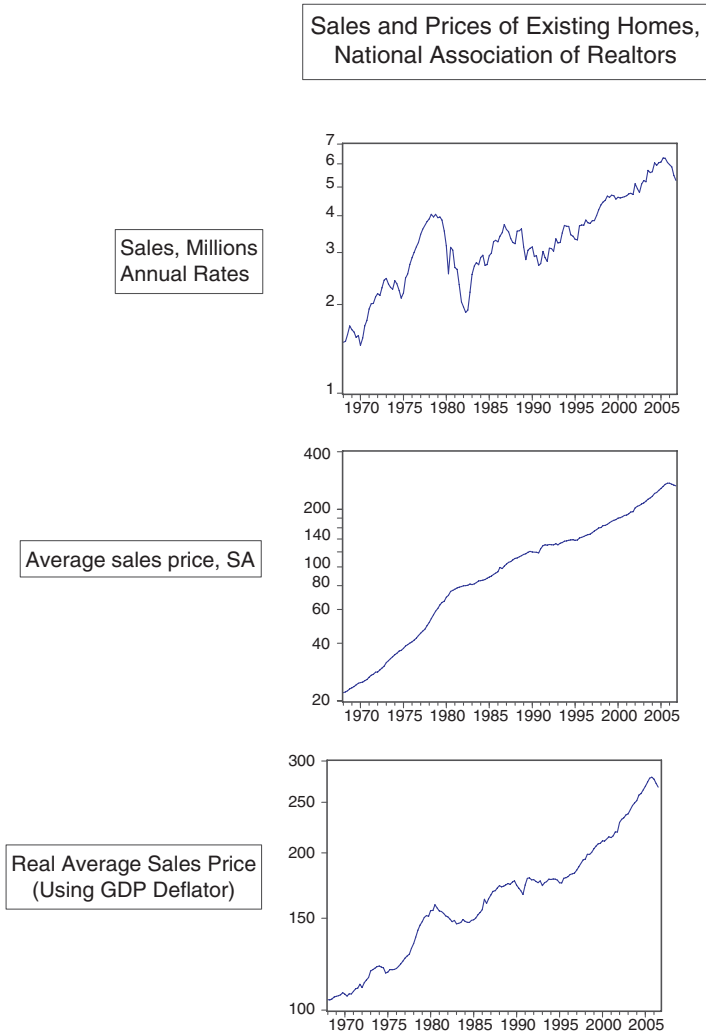 Sales and Prices of Existing Homes,
National Association of Realtors
Sales, Millions
Annual Rates
7
6
5
4
3
2
1
1970 1975 1980 1985 1990 1995 2000 2005
Average sales price, SA
400
200
140
100
80
60
40
20
1970 1975 1980 1985 1990 1995 2000 2005
Real Average Sales Price
(Using GDP Deflator)
300
250
200
150
100
1970 1975 1980 1985 1990 1995 2000 2005